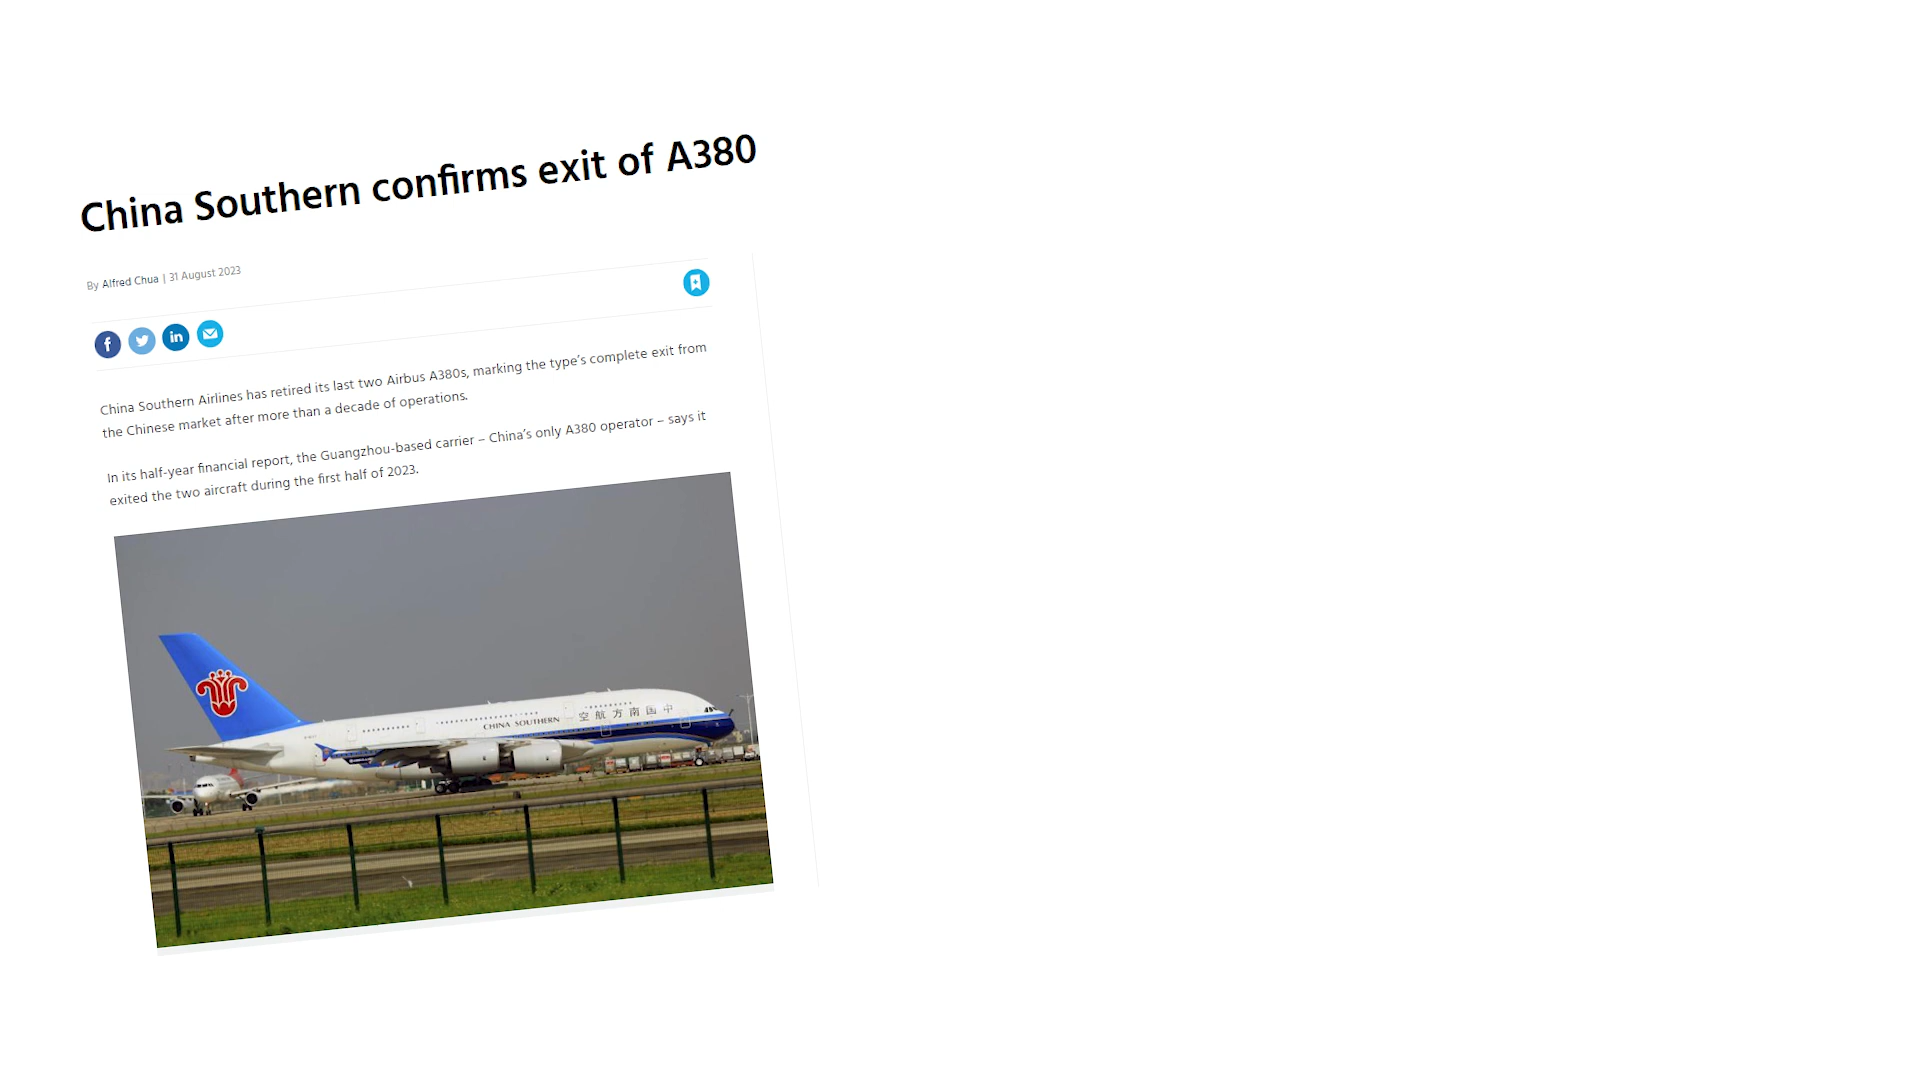 China Southern confirms exit of A380
By Alfred Chua | 31 August 2023
China Southern Airlines has retired its last two Airbus A380s, marking the type’s complete exit from
the Chinese market after more than a decade of operations.
In its half-year financial report, the Guangzhou-based carrier – China’s only A380 operator – says it
exited the two aircraft during the first half of 2023.
CHINA SOUTHERN 空航方南国中